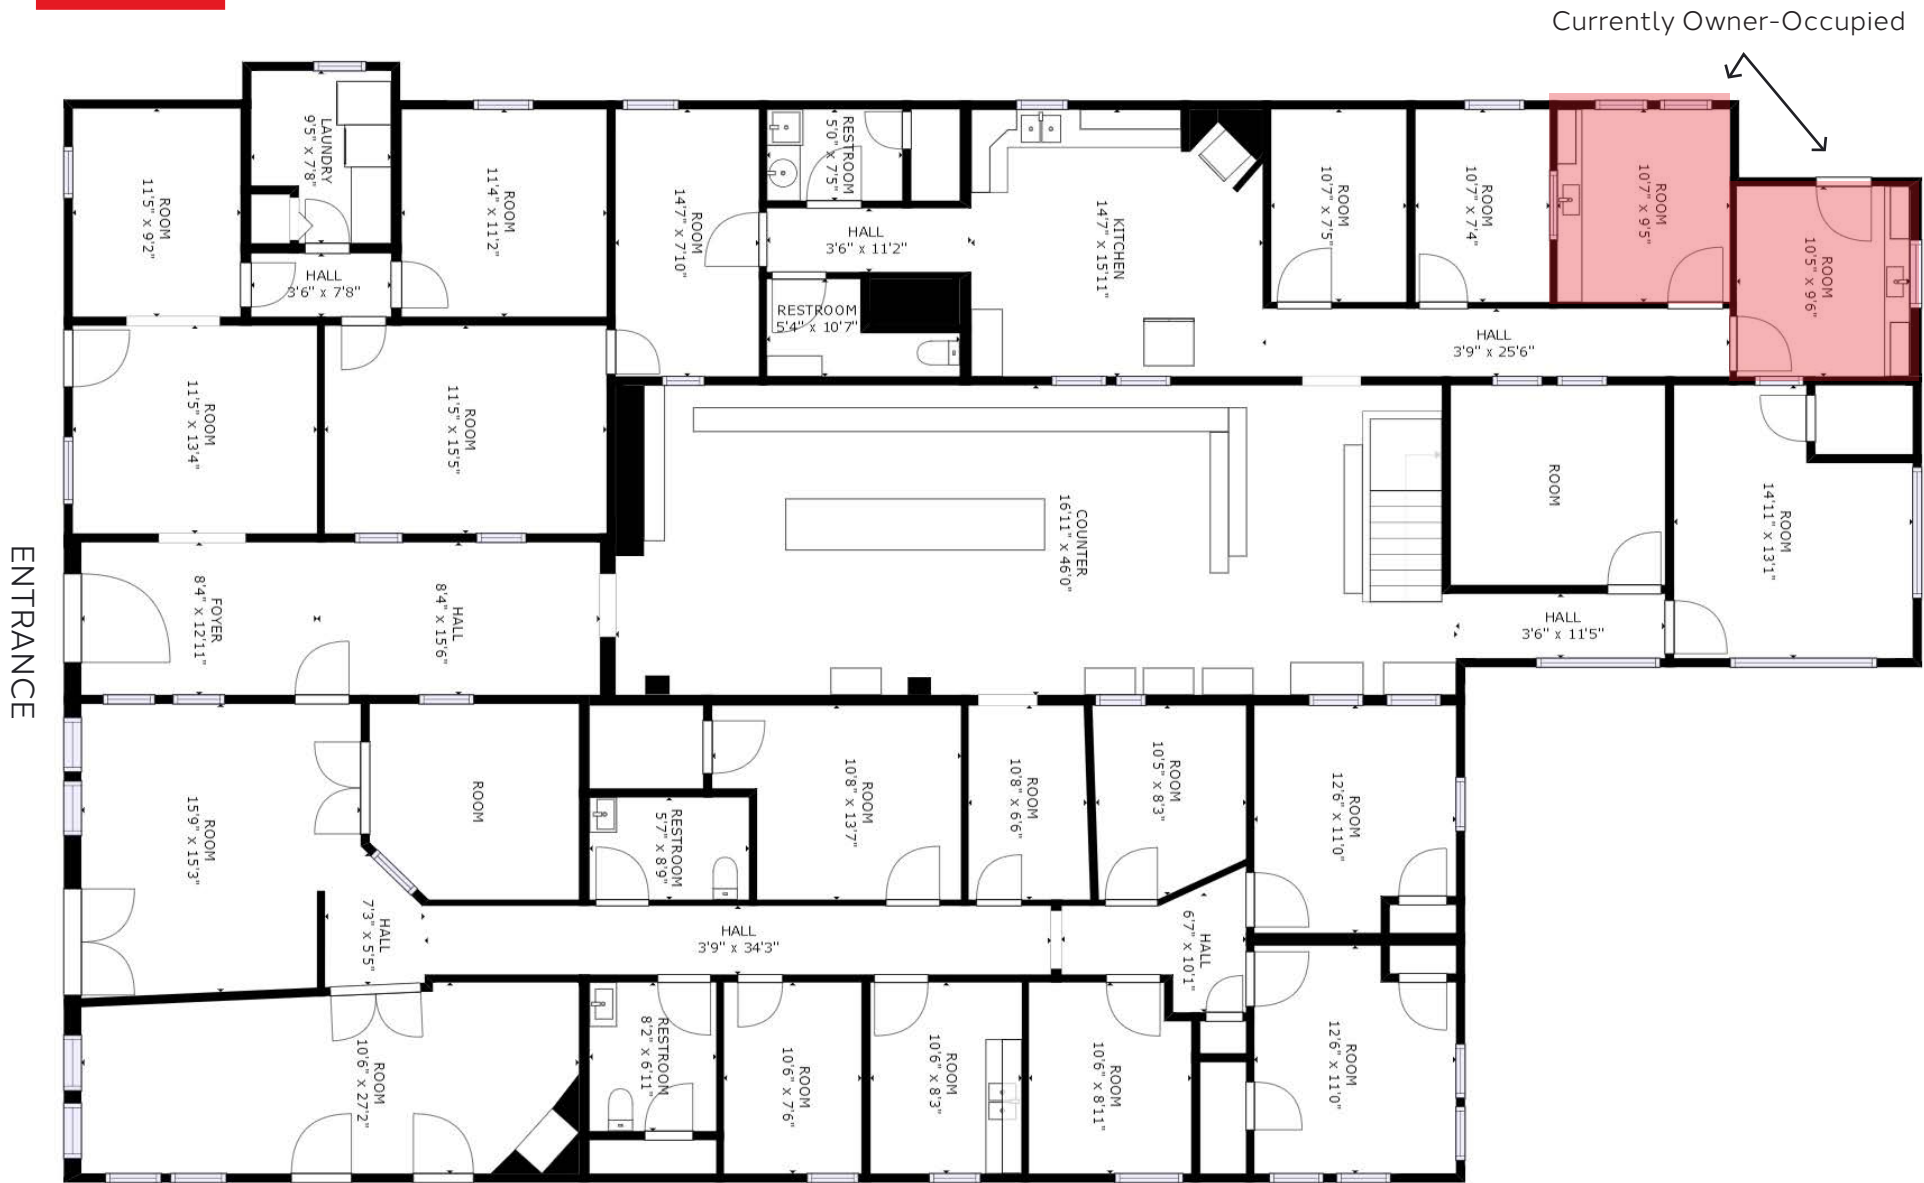 Currently Owner-Occupied
LAUNDRY
9'5" x 7'8"
ROOM
11'5" x 9'2"
ROOM
11'4" x 11'2"
HALL
3'6" x 7'8"
ROOM
14'7" x 7'10"
RESTROOM
5'0" x 7'5"
HALL
3'6" x 11'2"
RESTROOM
5'4" x 10'7"
KITCHEN
14'7" x 15'11"
ROOM
10'7" x 7'5"
ROOM
10'7" x 7'4"
ROOM
10'7" x 9'5"
ROOM
10'5" x 9'6"
HALL
3'9" x 25'6"
ROOM
11'5" x 13'4"
ROOM
11'5" x 15'5"
COUNTER
16'11" x 46'0"
ROOM
ROOM
14'11" x 13'1"
HALL
3'6" x 11'5"
ENTRANCE
FOYER
8'4" x 12'11"
HALL
8'4" x 15'6"
ROOM
15'9" x 15'3"
ROOM
RESTROOM
5'7" x 8'9"
ROOM
10'8" x 13'7"
ROOM
10'8" x 6'6"
ROOM
10'5" x 8'3"
ROOM
12'6" x 11'0"
HALL
7'3" x 5'5"
HALL
3'9" x 34'3"
HALL
6'7" x 10'1"
ROOM
10'6" x 27'2"
RESTROOM
8'2" x 6'11"
ROOM
10'6" x 7'6"
ROOM
10'6" x 8'3"
ROOM
10'6" x 8'11"
ROOM
12'6" x 11'0"